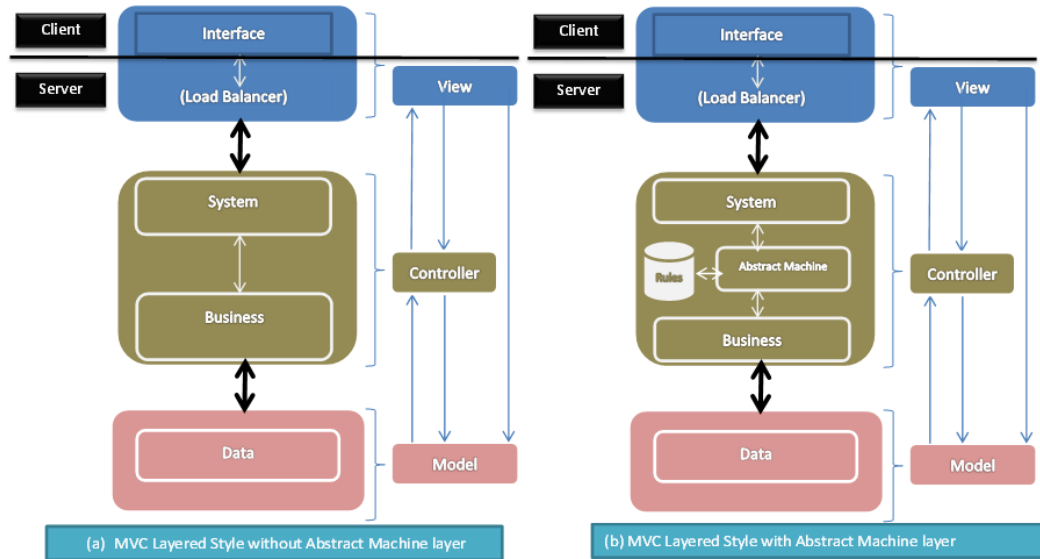 Client
Interface
Server
(Load Balancer)
View
System
Controller
Business
Data
Model
(a) MVC Layered Style without Abstract Machine layer
Client
Interface
Server
(Load Balancer)
View
System
Rules
Abstract Machine
Controller
Business
Data
Model
(b) MVC Layered Style with Abstract Machine layer